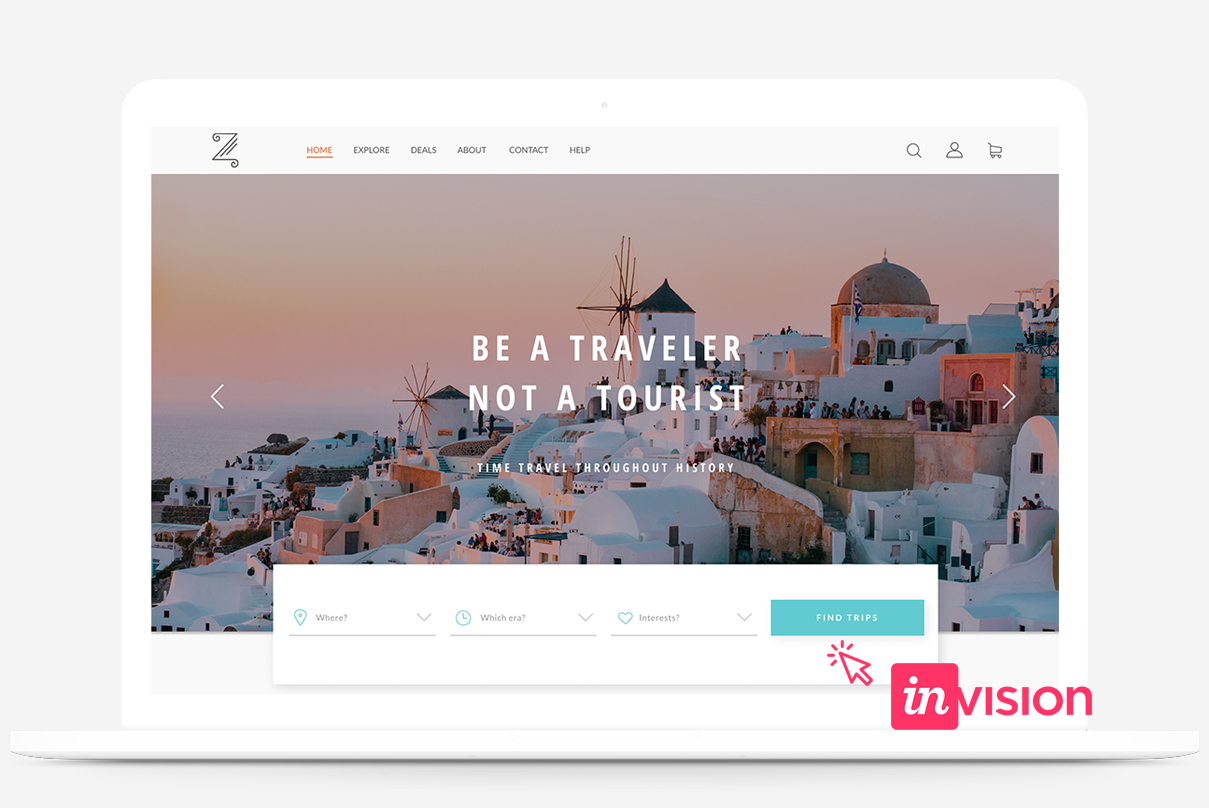 Z
HOME EXPLORE DEALS ABOUT CONTACT HELP
BE A TRAVELER
NOT A TOURIST
TIME TRAVEL THROUGHOUT HISTORY
Where? Which era? Interests? FIND TRIPS
inVISION